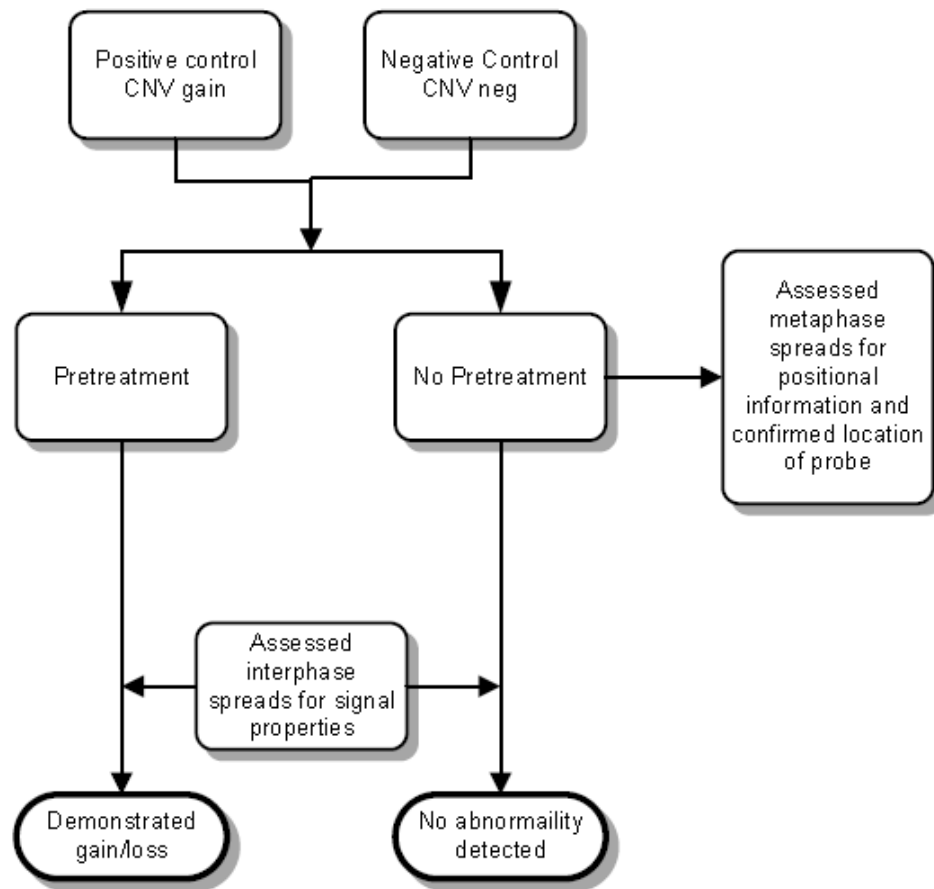 Positive control
CNV gain
Negative Control
CNV neg
Pretreatment
No Pretreatment
Assessed
metaphase
spreads for
positional
information and
confirmed location
of probe
Assessed
interphase
spreads for signal
properties
Demonstrated
gain/loss
No abnormaility
detected